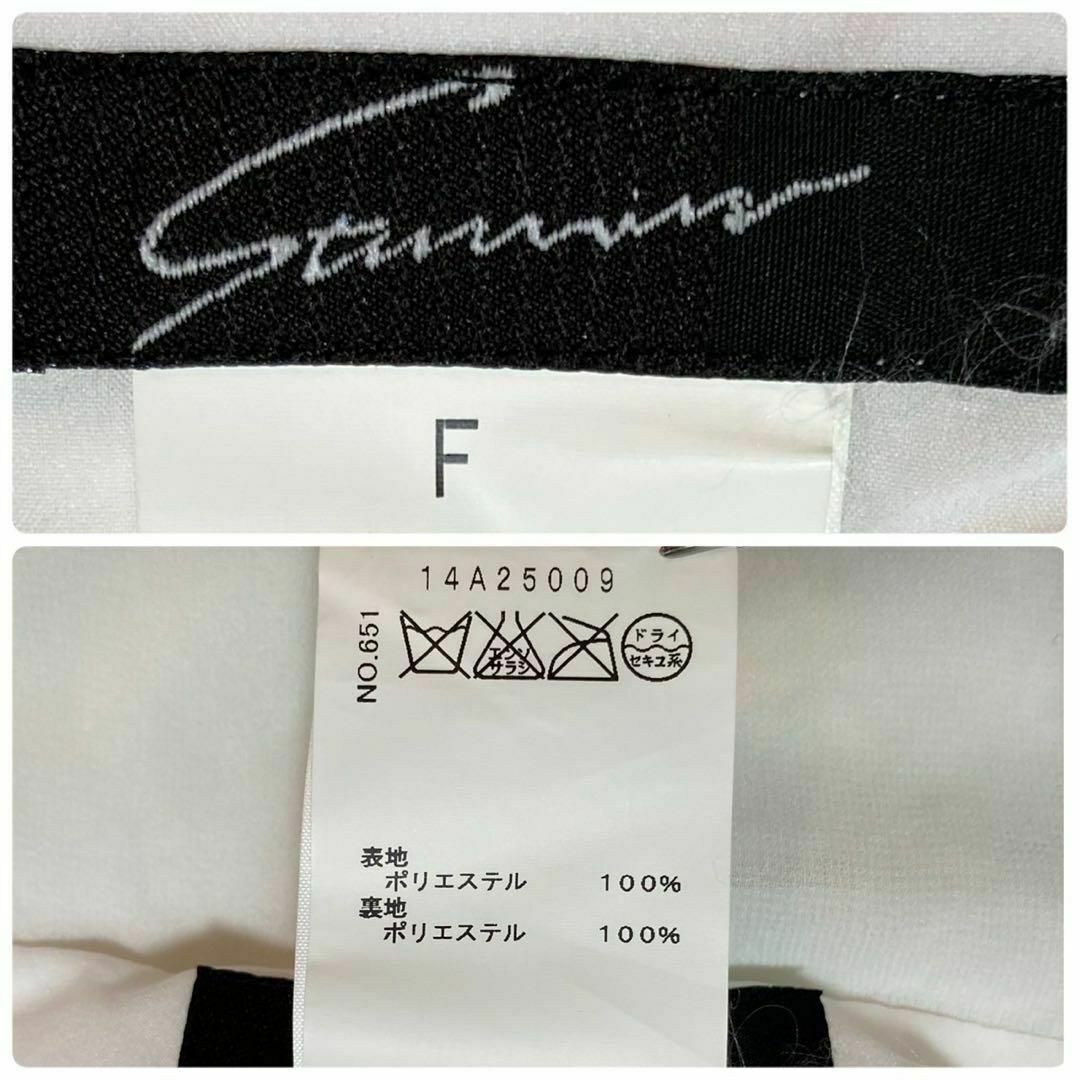 F
14A25009
NO.651
エンソ
サラシ
ドライ
セキユ系
表地
ポリエステル 100%
裏地
ポリエステル 100%